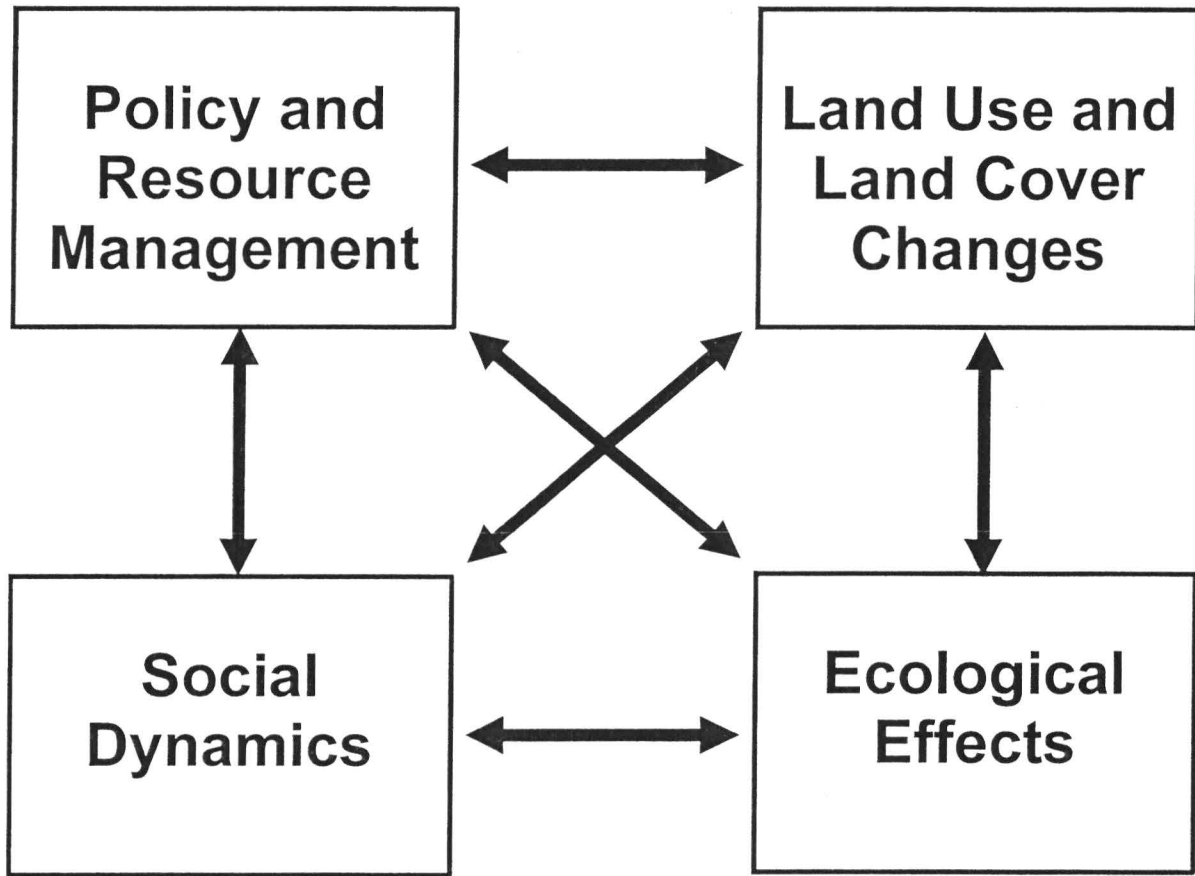 Policy and
Resource
Management
Land Use and
Land Cover
Changes
Social
Dynamics
Ecological
Effects